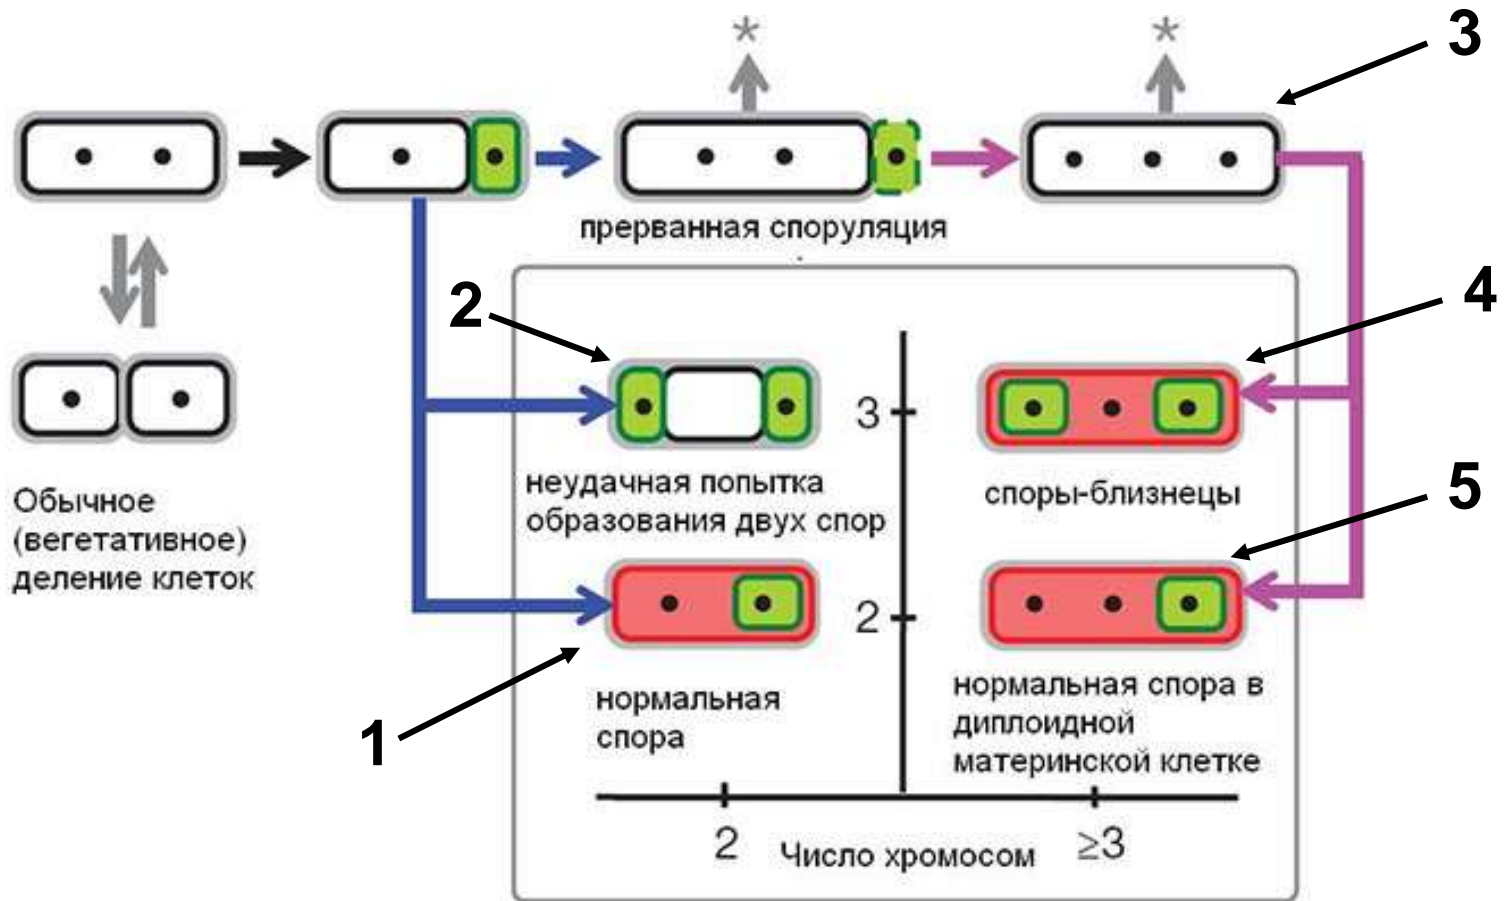 *
*
3
прерванная споруляция
2
4
3
неудачная попытка
образования двух спор
споры-близнецы
5
Обычное
(вегетативное)
деление клеток
2
1
нормальная
спора
нормальная спора в
диплоидной
материнской клетке
2
Число хромосом
≥3